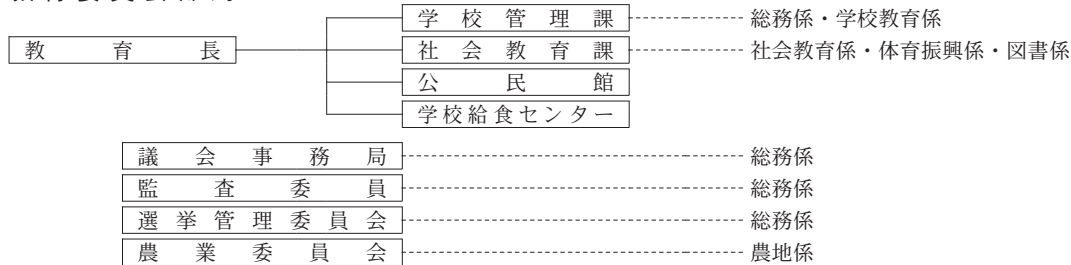 学校管理課 総務係・学校教育係
教育長 社会教育課 社会教育係・体育振興係・図書係
公民館
学校給食センター
議会事務局 総務係
監査委員 総務係
選挙管理委員会 総務係
農業委員会 農地係